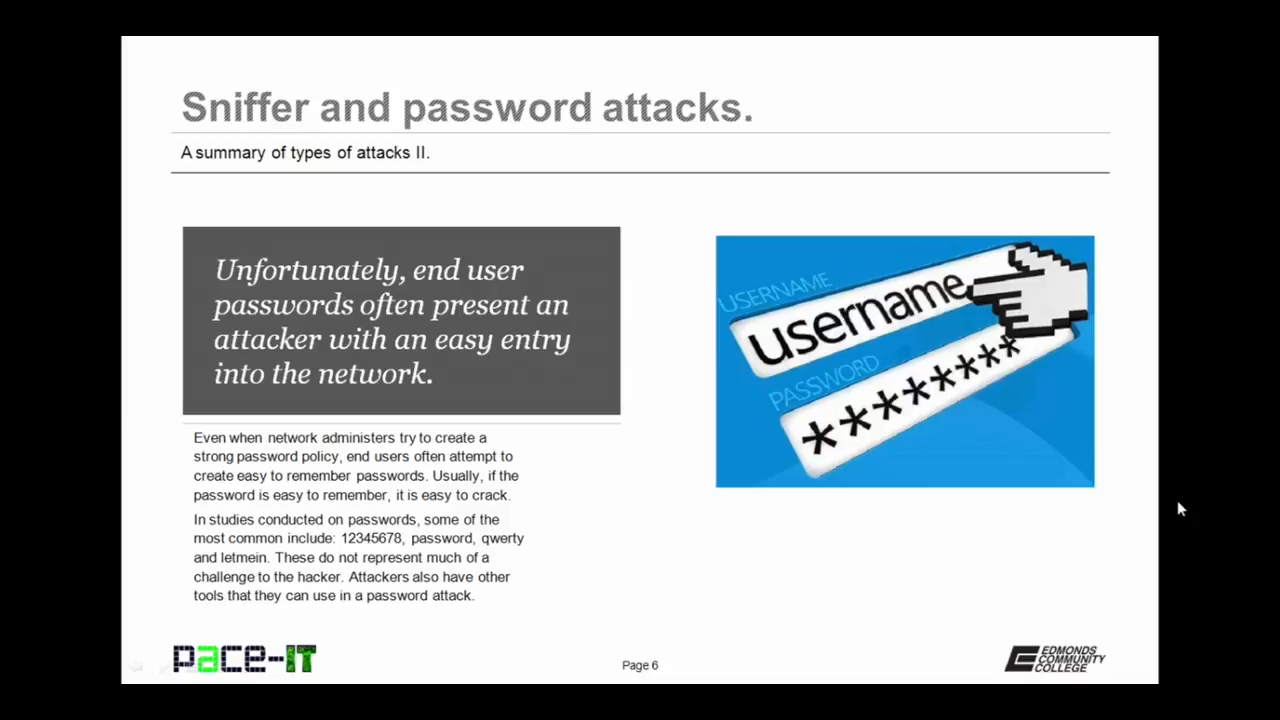 Sniffer and password attacks.
A summary of types of attacks II.
Unfortunately, end user
passwords often present an
attacker with an easy entry
into the network.
USERNAME
username
PASSWORD
********
Even when network administers try to create a
strong password policy, end users often attempt to
create easy to remember passwords. Usually, if the
password is easy to remember, it is easy to crack.
In studies conducted on passwords, some of the
most common include: 12345678, password, qwerty
and letmein. These do not represent much of a
challenge to the hacker. Attackers also have other
tools that they can use in a password attack.
pace-IT
Page 6
EDMONDS
COMMUNITY
COLLEGE